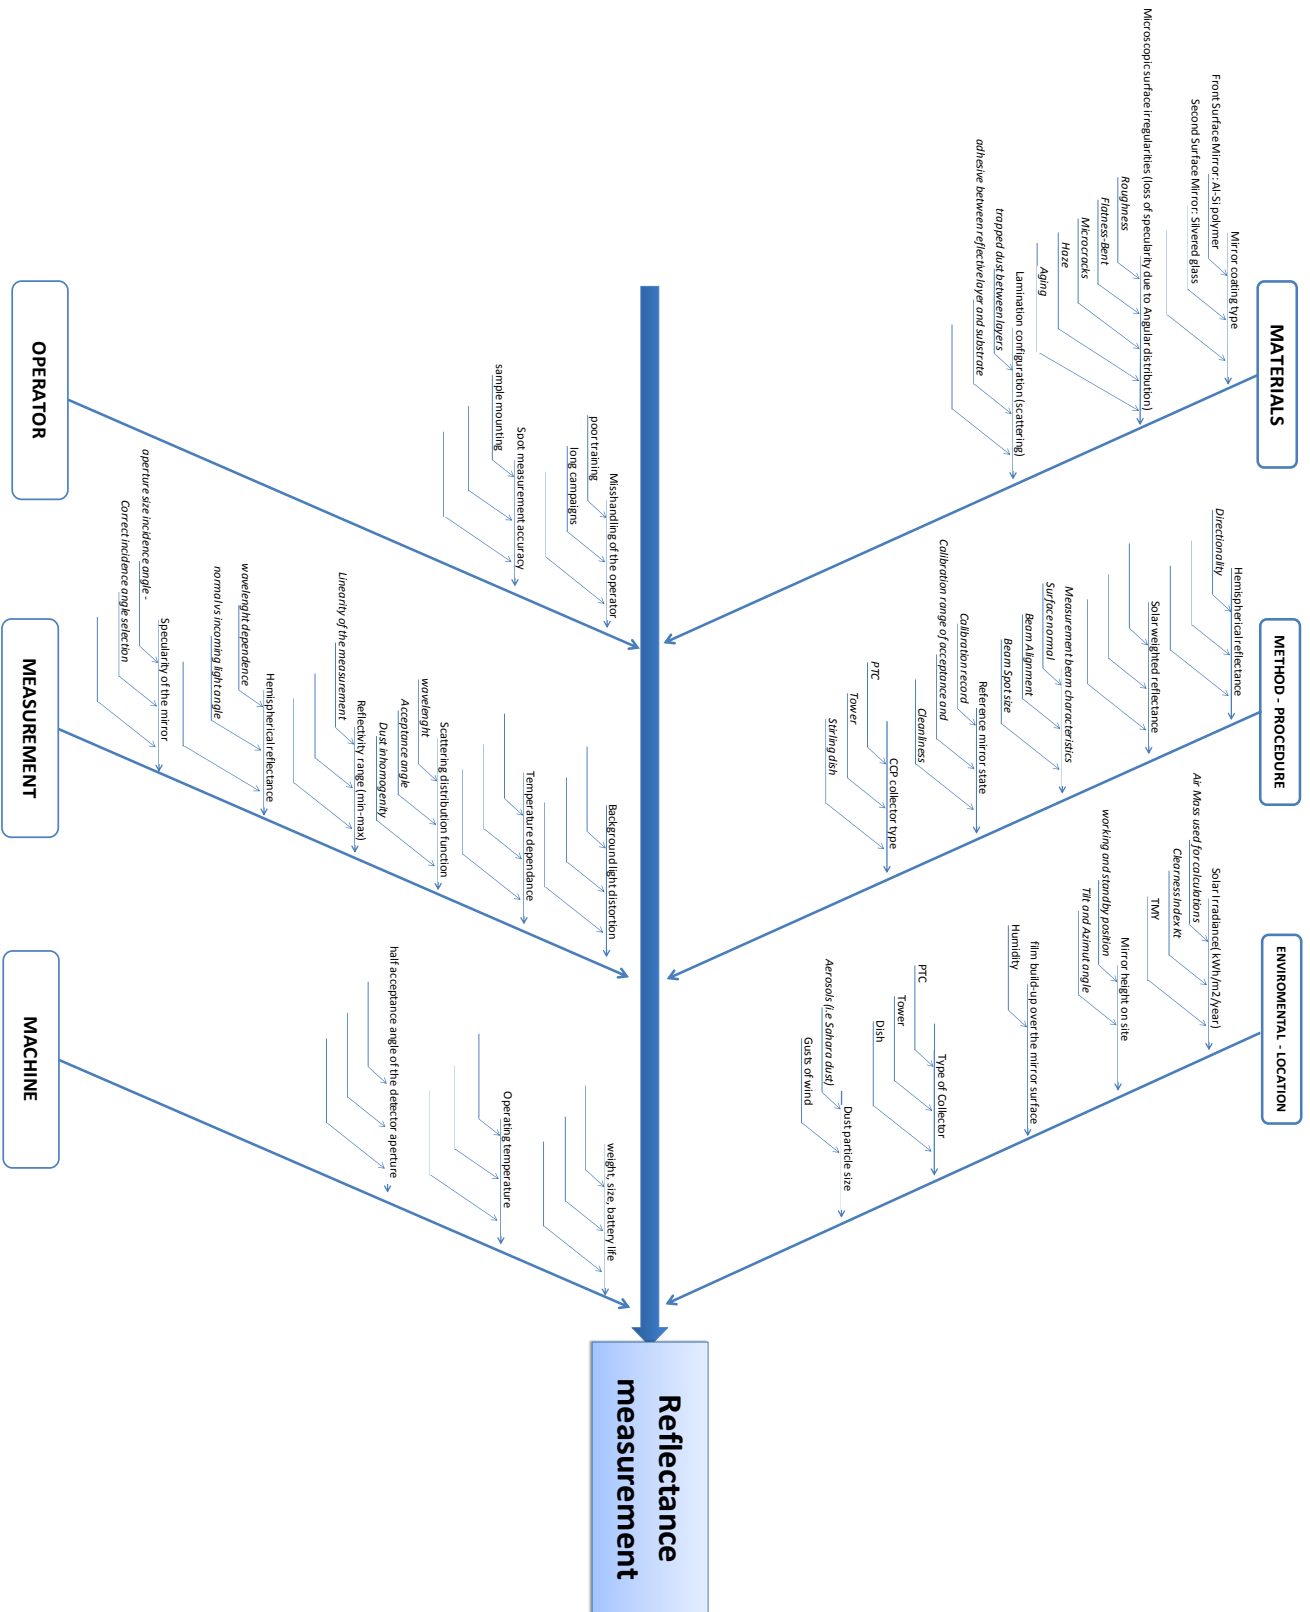 MATERIALS
Mirror coating type
Front Surface Mirror: Al-Si polymer
Second Surface Mirror: Silvered glass
Microscopic surface irregularities (loss of specularity due to Angular distribution)
Roughness
Flatness-Bent
Microcracks
Haze
Aging
Lamination configuration (scattering)
trapped dust between layers
adhesive between reflective layer and substrate
METHOD - PROCEDURE
Hemispherical reflectance
Directionality
Solar weighted reflectance
Measurement beam characteristics
Surface normal
Beam Alignment
Beam Spot size
Reference mirror state
Calibration record
Calibration range of acceptance and
Cleanliness
CCP collector type
PTC
Tower
Stirling dish
ENVIROMENTAL - LOCATION
Solar Irradiance( kWh/m2/year)
Air Mass used for calculations
Clearness Index Kt
TMY
Mirror height on site
working and standby position
Tilt and Azimut angle
film build-up over the mirror surface
Humidity
Type of Collector
PTC
Tower
Dish
Dust particle size
Aerosols (i.e Sahara dust)
Gusts of wind
Reflectance
measurement
OPERATOR
Misshandling of the operator
poor training
long campaigns
Spot measurement accuracy
sample mounting
MEASUREMENT
Background light distortion
Temperature dependance
Scattering distribution function
wavelenght
Acceptance angle
Dust inhomogenity
Reflectivity range (min-max)
Linearity of the measurement
Hemispherical reflectance
wavelenght dependence
normal vs incoming light angle
Specularity of the mirror
aperture size incidence angle -
Correct incidence angle selection
MACHINE
weight, size, battery life
Operating temperature
half acceptance angle of the detector aperture